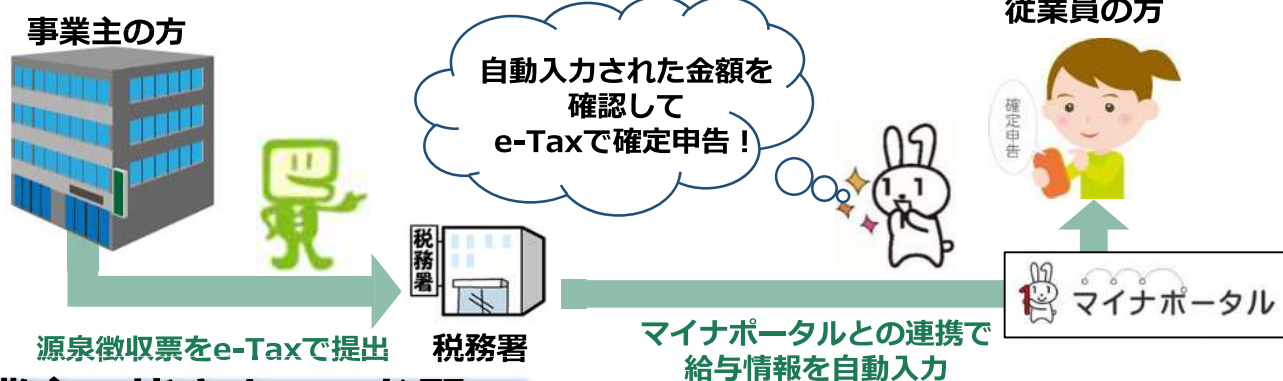 事業主の方
従業員の方
自動入力された金額を
確認して
e-Taxで確定申告！
確定申告
税務署
マイナポータル
源泉徴収票をe-Taxで提出
税務署
マイナポータルとの連携で
給与情報を自動入力